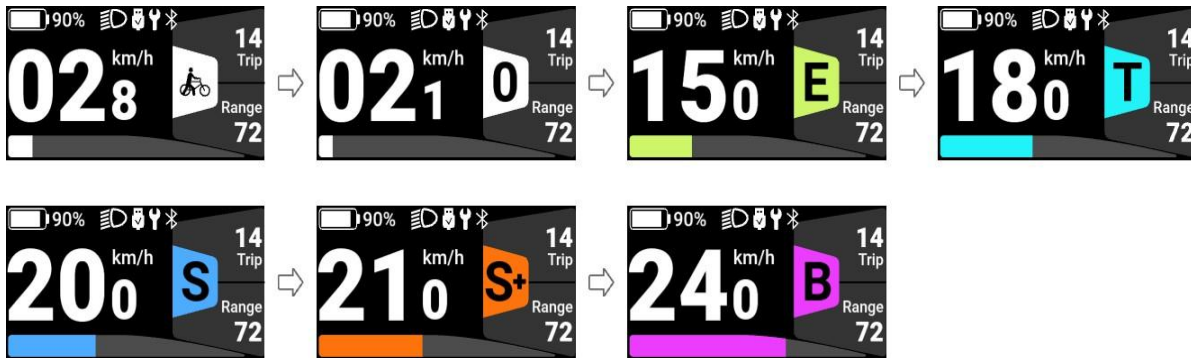 90%
14
Trip
km/h
02 8
Range
72
90%
14
Trip
km/h
02 1
0
Range
72
90%
14
Trip
km/h
15 0
E
Range
72
90%
14
Trip
km/h
18 0
T
Range
72
90%
14
Trip
km/h
20 0
S
Range
72
90%
14
Trip
km/h
21 0
S+
Range
72
90%
14
Trip
km/h
24 0
B
Range
72